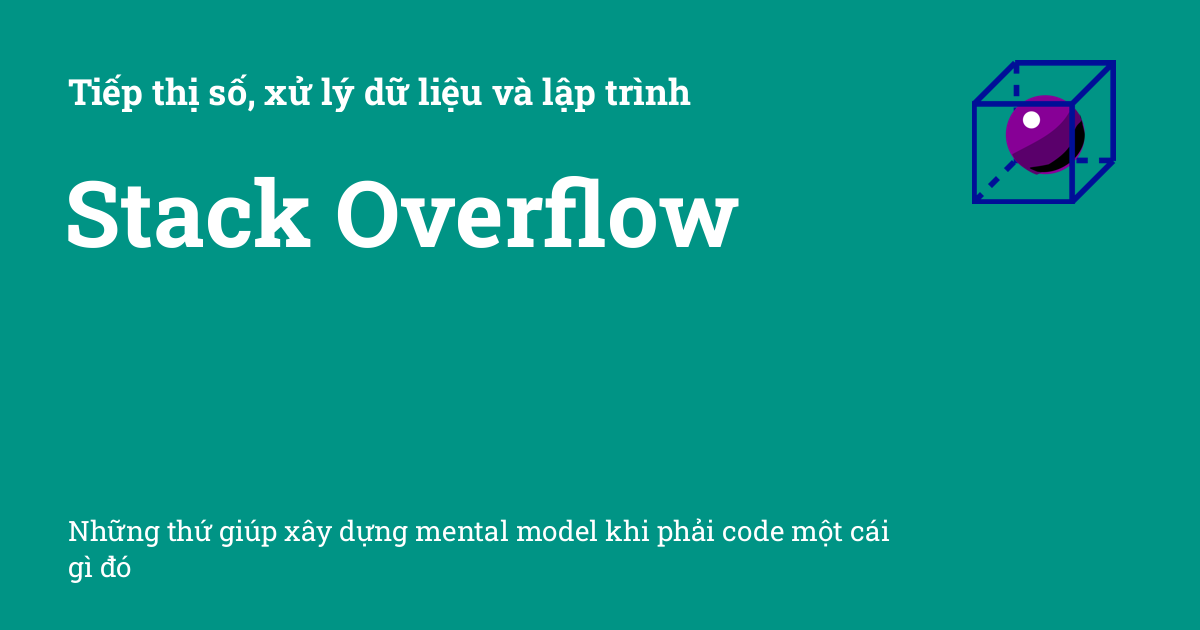 Tiếp thị số, xử lý dữ liệu và lập trình
Stack Overflow
Những thứ giúp xây dựng mental model khi phải code một cái
gì đó